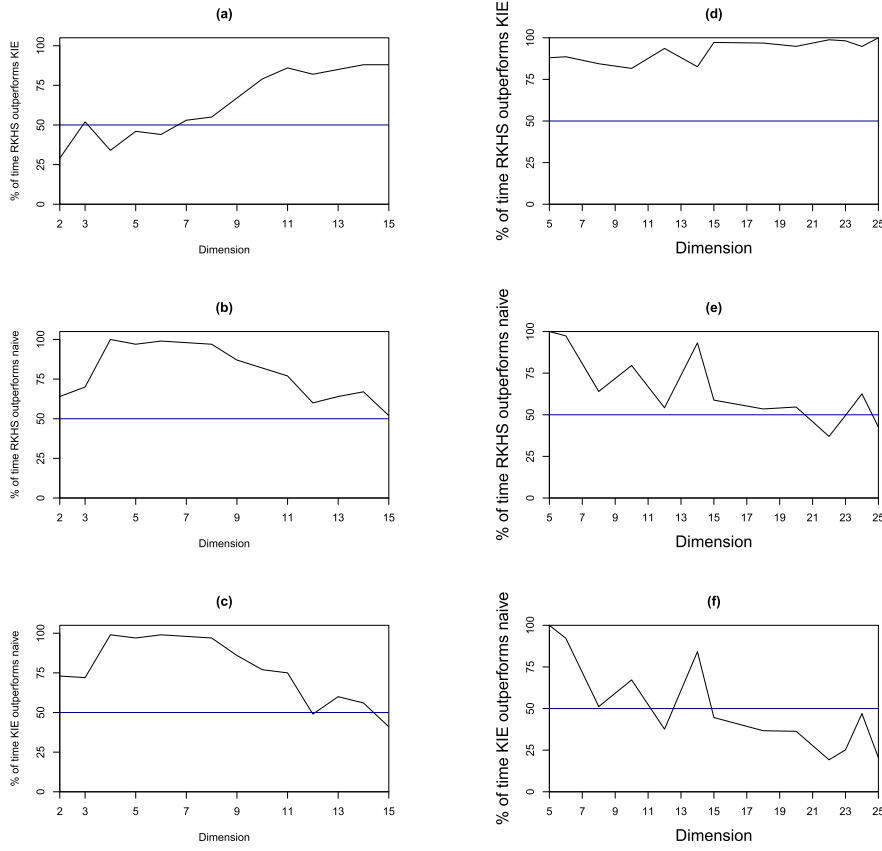 (a)
% of time RKHS outperforms KIE
0 25 50 75 100
2 3 5 7 9 11 13 15
Dimension
(b)
% of time RKHS outperforms naive
0 25 50 75 100
2 3 5 7 9 11 13 15
Dimension
(c)
% of time KIE outperforms naive
0 25 50 75 100
2 3 5 7 9 11 13 15
Dimension
(d)
% of time RKHS outperforms KIE
0 25 50 75 100
5 7 9 11 13 15 17 19 21 23 25
Dimension
(e)
% of time RKHS outperforms naive
0 25 50 75 100
5 7 9 11 13 15 17 19 21 23 25
Dimension
(f)
% of time KIE outperforms naive
0 25 50 75 100
5 7 9 11 13 15 17 19 21 23 25
Dimension